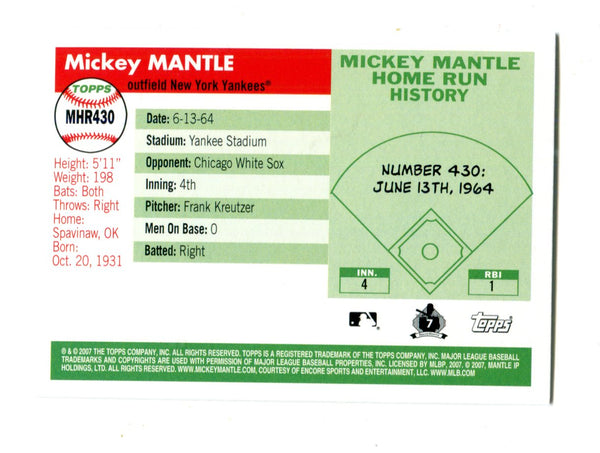 Mickey MANTLE
outfield New York Yankees®
TOPPS
MHR430
Height: 5'11"
Weight: 198
Bats: Both
Throws: Right
Home:
Spavinaw, OK
Born:
Oct. 20, 1931
Date: 6-13-64
Stadium: Yankee Stadium
Opponent: Chicago White Sox
Inning: 4th
Pitcher: Frank Kreutzer
Men On Base: 0
Batted: Right
MICKEY MANTLE
HOME RUN
HISTORY
NUMBER 430:
JUNE 13TH, 1964
INN.
4
RBI
1
7
Topps
® & © 2007 THE TOPPS COMPANY, INC. ALL RIGHTS RESERVED. TOPPS IS A REGISTERED TRADEMARK OF THE TOPPS COMPANY, INC. MAJOR LEAGUE BASEBALL
TRADEMARKS AND COPYRIGHTS ARE USED WITH PERMISSION OF MAJOR LEAGUE BASEBALL PROPERTIES, INC. LICENSED BY MLBP, 2007. © 2007, MANTLE IP
HOLDINGS, LTD. ALL RIGHTS RESERVED. WWW.MICKEYMANTLE.COM, COURTESY OF ENCORE SPORTS AND ENTERTAINMENT. © WWW.MLB.COM